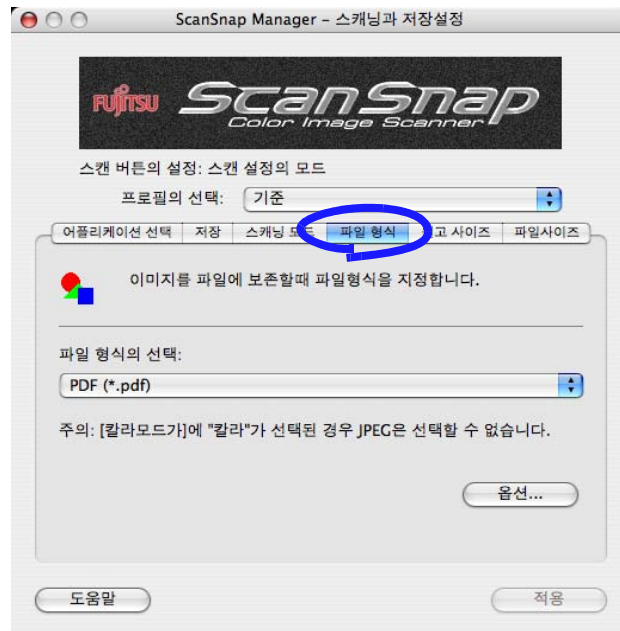 ScanSnap Manager – 스캐닝과 저장설정
FUJITSU ScanSnap
Color Image Scanner
스캔 버튼의 설정: 스캔 설정의 모드
프로필의 선택: 기준
어플리케이션 선택 저장 스캐닝 모드 파일 형식 사이즈 파일사이즈
이미지를 파일에 보존할때 파일형식을 지정합니다.
파일 형식의 선택:
PDF (*.pdf)
주의: [칼라모드가]에 "칼라"가 선택된 경우 JPEG은 선택할 수 없습니다.
옵션...
도움말 적용